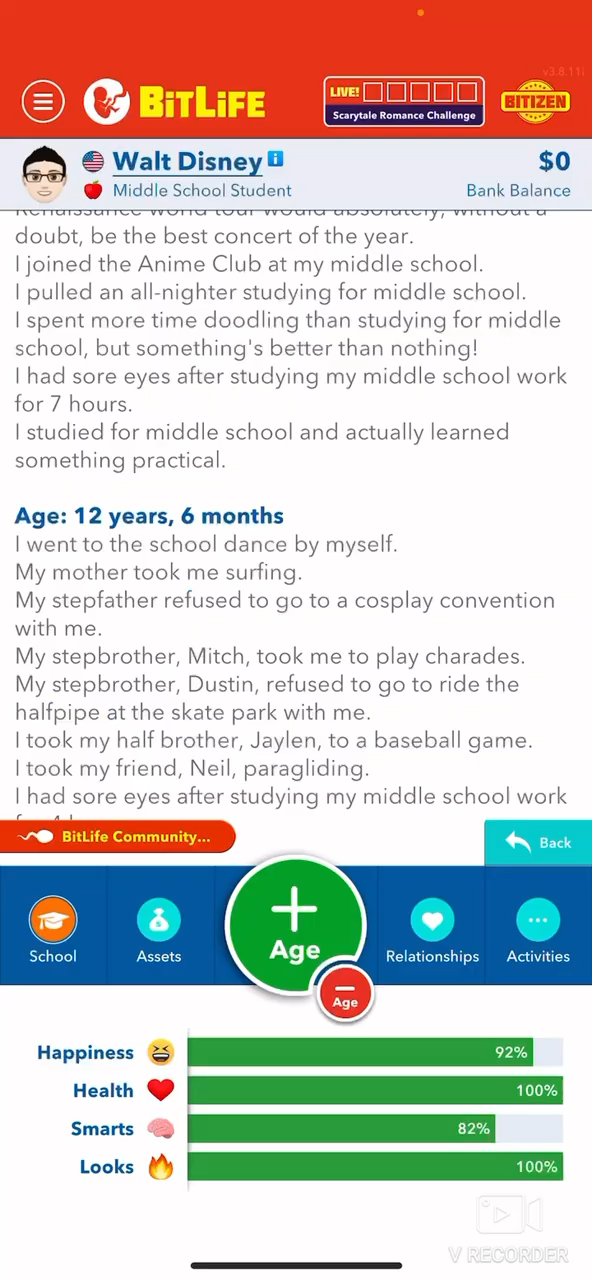 v3.8.11i
BITLIFE
LIVE!
Scarytale Romance Challenge
BITIZEN
Walt Disney i
$0
Middle School Student
Bank Balance
Renaissance world tour would absolutely, without a
doubt, be the best concert of the year.
I joined the Anime Club at my middle school.
I pulled an all-nighter studying for middle school.
I spent more time doodling than studying for middle
school, but something's better than nothing!
I had sore eyes after studying my middle school work
for 7 hours.
I studied for middle school and actually learned
something practical.
Age: 12 years, 6 months
I went to the school dance by myself.
My mother took me surfing.
My stepfather refused to go to a cosplay convention
with me.
My stepbrother, Mitch, took me to play charades.
My stepbrother, Dustin, refused to go to ride the
halfpipe at the skate park with me.
I took my half brother, Jaylen, to a baseball game.
I took my friend, Neil, paragliding.
I had sore eyes after studying my middle school work
BitLife Community...
Back
School
Assets
+
Age
Relationships
Activities
−
Age
Happiness
92%
Health
100%
Smarts
82%
Looks
100%
V RECORDER